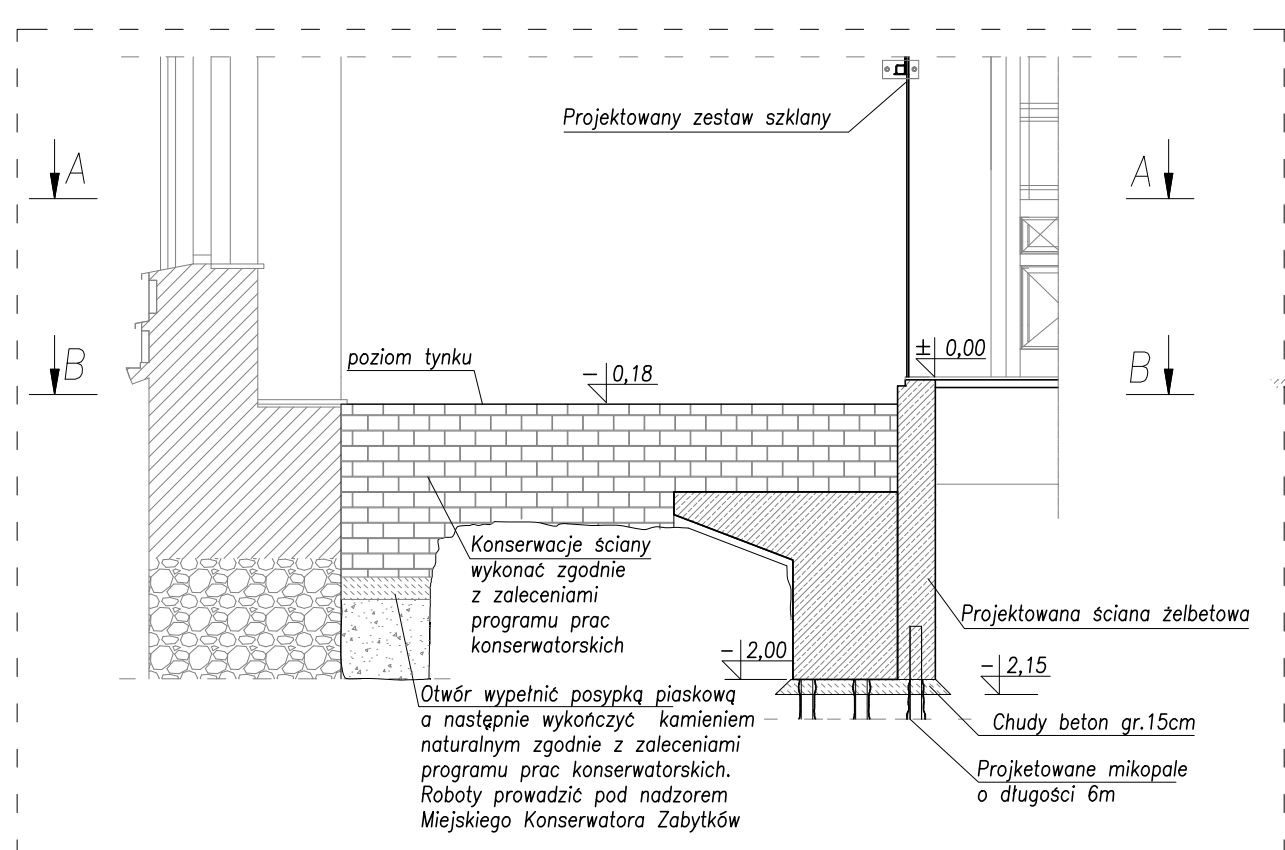 Projektowany zestaw szklany
A
A
poziom tynku
- 0,18
± 0,00
B
B
Konserwacje ściany
wykonać zgodnie
z zaleceniami
programu prac
konserwatorskich
Projektowana ściana żelbetowa
- 2,00
- 2,15
Otwór wypełnić posypką piaskową
a następnie wykończyć kamieniem
naturalnym zgodnie z zaleceniami
programu prac konserwatorskich.
Roboty prowadzić pod nadzorem
Miejskiego Konserwatora Zabytków
Chudy beton gr.15cm
Projketowane mikopale
o długości 6m